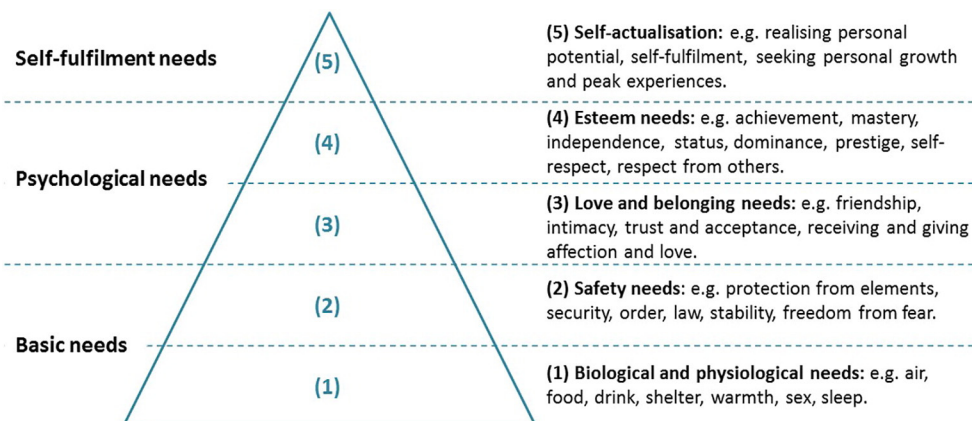 Self-fulfilment needs
(5)
(5) Self-actualisation: e.g. realising personal
potential, self-fulfilment, seeking personal growth
and peak experiences.
Psychological needs
(4)
(4) Esteem needs: e.g. achievement, mastery,
independence, status, dominance, prestige, self-
respect, respect from others.
(3)
(3) Love and belonging needs: e.g. friendship,
intimacy, trust and acceptance, receiving and giving
affection and love.
Basic needs
(2)
(2) Safety needs: e.g. protection from elements,
security, order, law, stability, freedom from fear.
(1)
(1) Biological and physiological needs: e.g. air,
food, drink, shelter, warmth, sex, sleep.